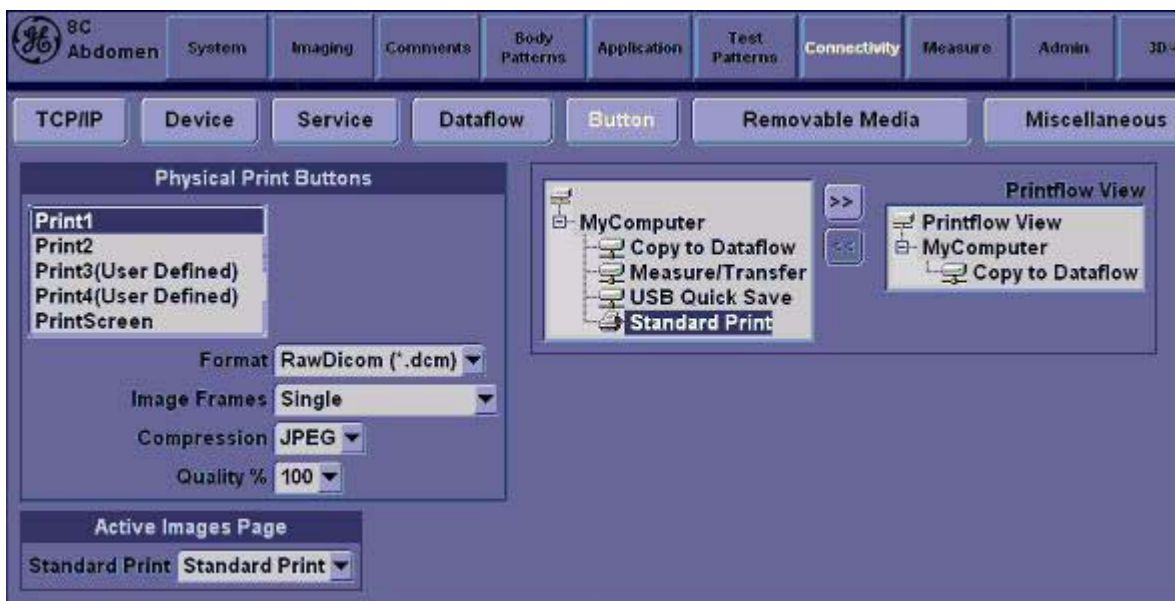 8C
Abdomen
System
Imaging
Comments
Body
Patterns
Application
Test
Patterns
Connectivity
Measure
Admin
3D
TCP/IP
Device
Service
Dataflow
Button
Removable Media
Miscellaneous
Physical Print Buttons
Print1
Print2
Print3(User Defined)
Print4(User Defined)
PrintScreen
Format RawDicom (*.dcm)
Image Frames Single
Compression JPEG
Quality % 100
Active Images Page
Standard Print Standard Print
MyComputer
Copy to Dataflow
Measure/Transfer
USB Quick Save
Standard Print
>>
<<
Printflow View
Printflow View
MyComputer
Copy to Dataflow